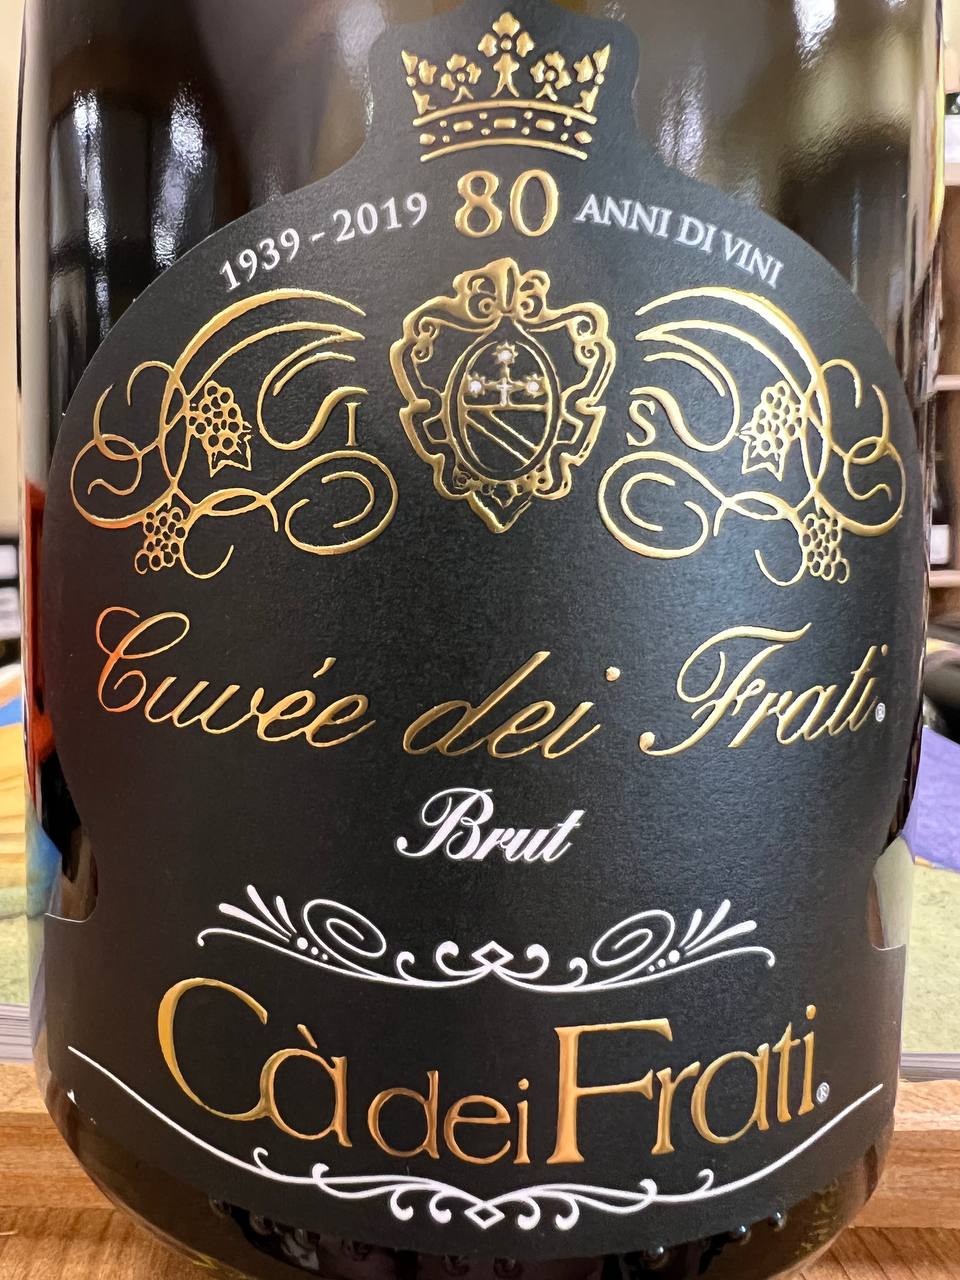 1939 - 2019 80 ANNI DI VINI
I S
Cuvée dei Frati®
Brut
Cà dei Frati®